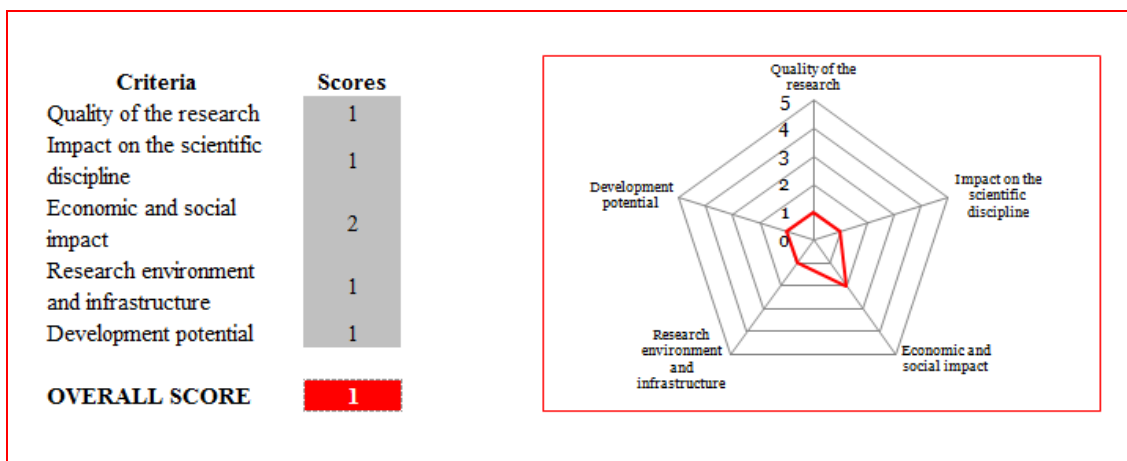 Criteria Scores
Quality of the research 1
Impact on the scientific
discipline 1
Economic and social
impact 2
Research environment
and infrastructure 1
Development potential 1
OVERALL SCORE 1
Quality of the
research
5
4
3
2
1
0
Impact on the
scientific
discipline
Economic and
social impact
Research
environment
and
infrastructure
Development
potential